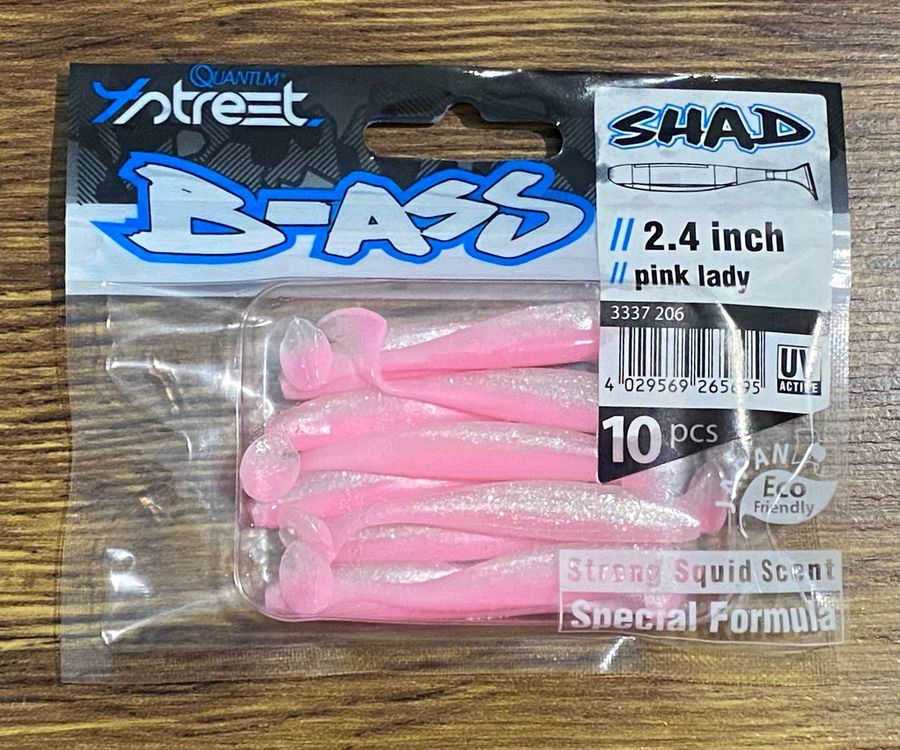 QUANTUM
4street
B-ASS
SHAD
// 2.4 inch
// pink lady
3337 206
4 029569 265695
UV
ACTIVE
10 pcs
Eco
Friendly
Strong Squid Scent
Special Formula